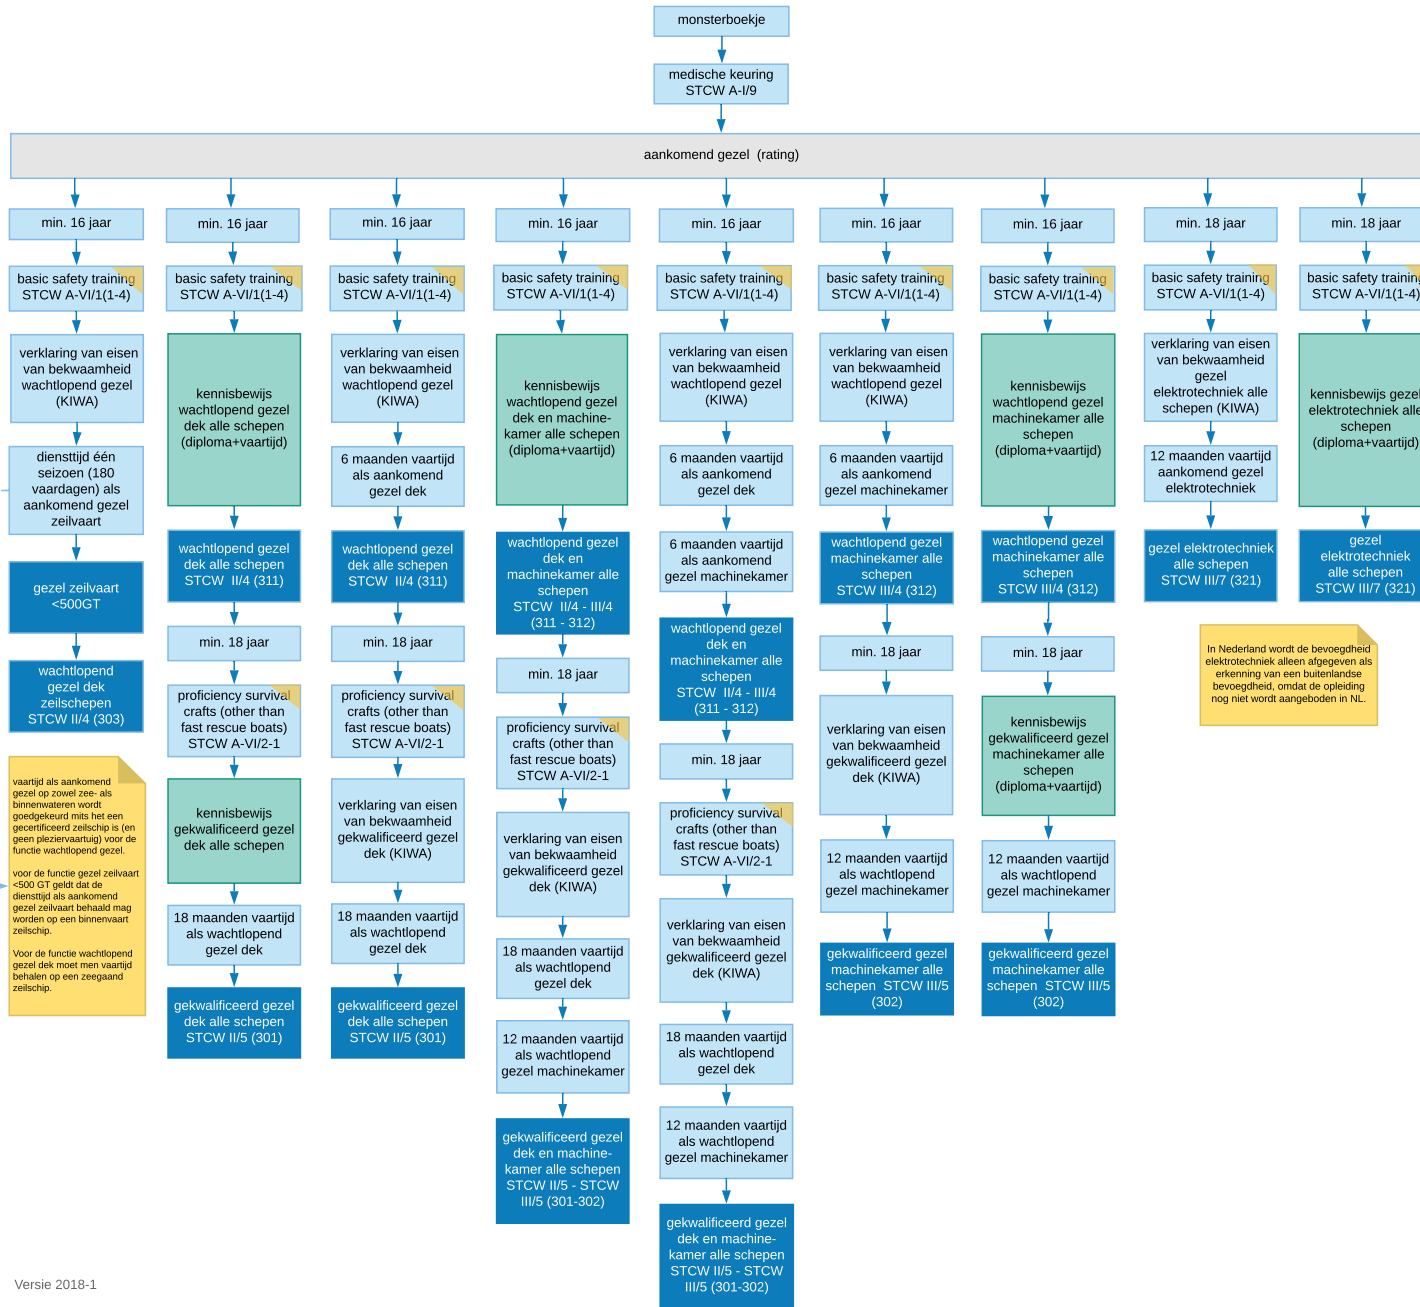 monsterboekje
medische keuring
STCW A-I/9
aankomend gezel  (rating)
min. 16 jaar
basic safety training
STCW A-VI/1(1-4)
verklaring van eisen
van bekwaamheid
wachtlopend gezel
(KIWA)
diensttijd één
seizoen (180
vaardagen) als
aankomend gezel
zeilvaart
gezel zeilvaart
<500GT
wachtlopend
gezel dek
zeilschepen
STCW II/4 (303)
vaartijd als aankomend
gezel op zowel zee- als
binnenwateren wordt
goedgekeurd mits het een
gecertificeerd zeilschip is (en
geen pleziervaartuig) voor de
functie wachtlopend gezel.
voor de functie gezel zeilvaart
<500 GT geldt dat de
diensttijd als aankomend
gezel zeilvaart behaald mag
worden op een binnenvaart
zeilschip.
Voor de functie wachtlopend
gezel dek moet men vaartijd
behalen op een zeegaand
zeilschip.
min. 16 jaar
basic safety training
STCW A-VI/1(1-4)
kennisbewijs
wachtlopend gezel
dek alle schepen
(diploma+vaartijd)
wachtlopend gezel
dek alle schepen
STCW  II/4 (311)
min. 18 jaar
proficiency survival
crafts (other than
fast rescue boats)
STCW A-VI/2-1
kennisbewijs
gekwalificeerd gezel
dek alle schepen
18 maanden vaartijd
als wachtlopend
gezel dek
gekwalificeerd gezel
dek alle schepen
STCW II/5 (301)
min. 16 jaar
basic safety training
STCW A-VI/1(1-4)
verklaring van eisen
van bekwaamheid
wachtlopend gezel
(KIWA)
6 maanden vaartijd
als aankomend
gezel dek
wachtlopend gezel
dek alle schepen
STCW  II/4 (311)
min. 18 jaar
proficiency survival
crafts (other than
fast rescue boats)
STCW A-VI/2-1
verklaring van eisen
van bekwaamheid
gekwalificeerd gezel
dek (KIWA)
18 maanden vaartijd
als wachtlopend
gezel dek
gekwalificeerd gezel
dek alle schepen
STCW II/5 (301)
min. 16 jaar
basic safety training
STCW A-VI/1(1-4)
kennisbewijs
wachtlopend gezel
dek en machine-
kamer alle schepen
(diploma+vaartijd)
wachtlopend gezel
dek en
machinekamer alle
schepen
STCW  II/4 - III/4
(311 - 312)
min. 18 jaar
proficiency survival
crafts (other than
fast rescue boats)
STCW A-VI/2-1
verklaring van eisen
van bekwaamheid
gekwalificeerd gezel
dek (KIWA)
18 maanden vaartijd
als wachtlopend
gezel dek
12 maanden vaartijd
als wachtlopend
gezel machinekamer
gekwalificeerd gezel
dek en machine-
kamer alle schepen
STCW II/5 - STCW
III/5 (301-302)
min. 16 jaar
basic safety training
STCW A-VI/1(1-4)
verklaring van eisen
van bekwaamheid
wachtlopend gezel
(KIWA)
6 maanden vaartijd
als aankomend
gezel dek
6 maanden vaartijd
als aankomend
gezel machinekamer
wachtlopend gezel
dek en
machinekamer alle
schepen
STCW  II/4 - III/4
(311 - 312)
min. 18 jaar
proficiency survival
crafts (other than
fast rescue boats)
STCW A-VI/2-1
verklaring van eisen
van bekwaamheid
gekwalificeerd gezel
dek (KIWA)
18 maanden vaartijd
als wachtlopend
gezel dek
12 maanden vaartijd
als wachtlopend
gezel machinekamer
gekwalificeerd gezel
dek en machine-
kamer alle schepen
STCW II/5 - STCW
III/5 (301-302)
min. 16 jaar
basic safety training
STCW A-VI/1(1-4)
verklaring van eisen
van bekwaamheid
wachtlopend gezel
(KIWA)
6 maanden vaartijd
als aankomend
gezel machinekamer
wachtlopend gezel
machinekamer alle
schepen
STCW III/4 (312)
min. 18 jaar
verklaring van eisen
van bekwaamheid
gekwalificeerd gezel
dek (KIWA)
12 maanden vaartijd
als wachtlopend
gezel machinekamer
gekwalificeerd gezel
machinekamer alle
schepen  STCW III/5
(302)
min. 16 jaar
basic safety training
STCW A-VI/1(1-4)
kennisbewijs
wachtlopend gezel
machinekamer alle
schepen
(diploma+vaartijd)
wachtlopend gezel
machinekamer alle
schepen
STCW III/4 (312)
min. 18 jaar
kennisbewijs
gekwalificeerd gezel
machinekamer alle
schepen
(diploma+vaartijd)
12 maanden vaartijd
als wachtlopend
gezel machinekamer
gekwalificeerd gezel
machinekamer alle
schepen  STCW III/5
(302)
min. 18 jaar
basic safety training
STCW A-VI/1(1-4)
verklaring van eisen
van bekwaamheid
gezel
elektrotechniek alle
schepen (KIWA)
12 maanden vaartijd
aankomend gezel
elektrotechniek
gezel elektrotechniek
alle schepen
STCW III/7 (321)
min. 18 jaar
basic safety training
STCW A-VI/1(1-4)
kennisbewijs gezel
elektrotechniek alle
schepen
(diploma+vaartijd)
gezel
elektrotechniek
alle schepen
STCW III/7 (321)
In Nederland wordt de bevoegdheid
elektrotechniek alleen afgegeven als
erkenning van een buitenlandse
bevoegdheid, omdat de opleiding
nog niet wordt aangeboden in NL.
Versie 2018-1